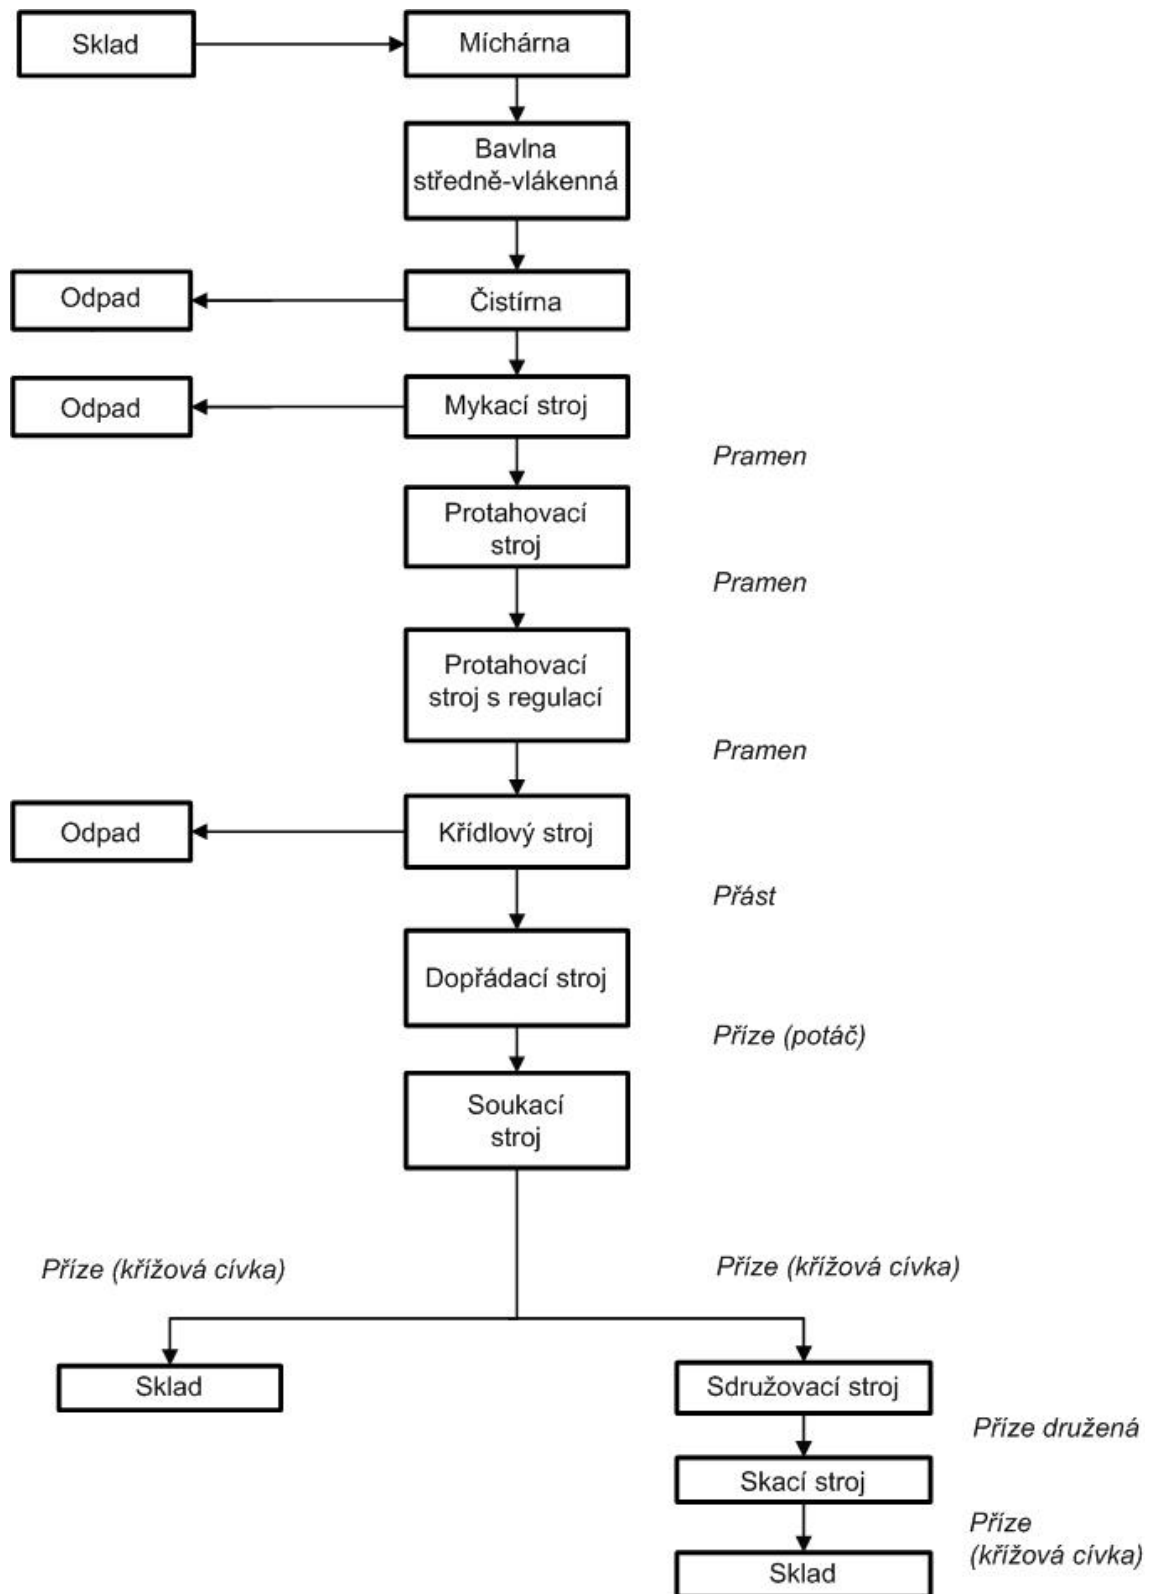 Sklad
Míchárna
Bavlna
středně-vlákenná
Odpad
Čistírna
Odpad
Mykací stroj
Pramen
Protahovací
stroj
Pramen
Protahovací
stroj s regulací
Pramen
Odpad
Křídlový stroj
Přást
Dopřádací stroj
Příze (potáč)
Soukací
stroj
Příze (křížová cívka)
Příze (křížová cívka)
Sklad
Sdružovací stroj
Příze družená
Skací stroj
Příze
(křížová cívka)
Sklad